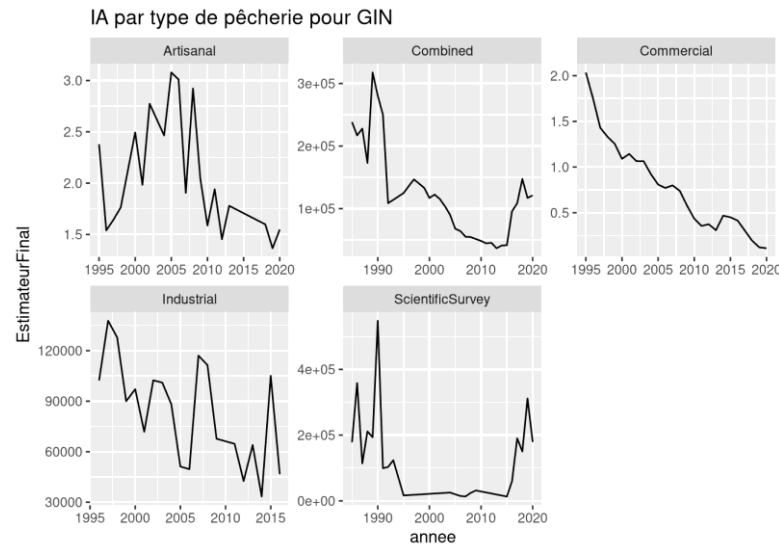 IA par type de pêcherie pour GIN
Artisanal
Combined
Commercial
3.0
2.5
2.0
1.5
3e+05
2e+05
1e+05
2.0
1.5
1.0
0.5
1995 2000 2005 2010 2015 2020
1990 2000 2010 2020
1995 2000 2005 2010 2015 2020
EstimateurFinal
Industrial
ScientificSurvey
120000
90000
60000
30000
4e+05
2e+05
0e+00
1995 2000 2005 2010 2015
1990 2000 2010 2020
annee